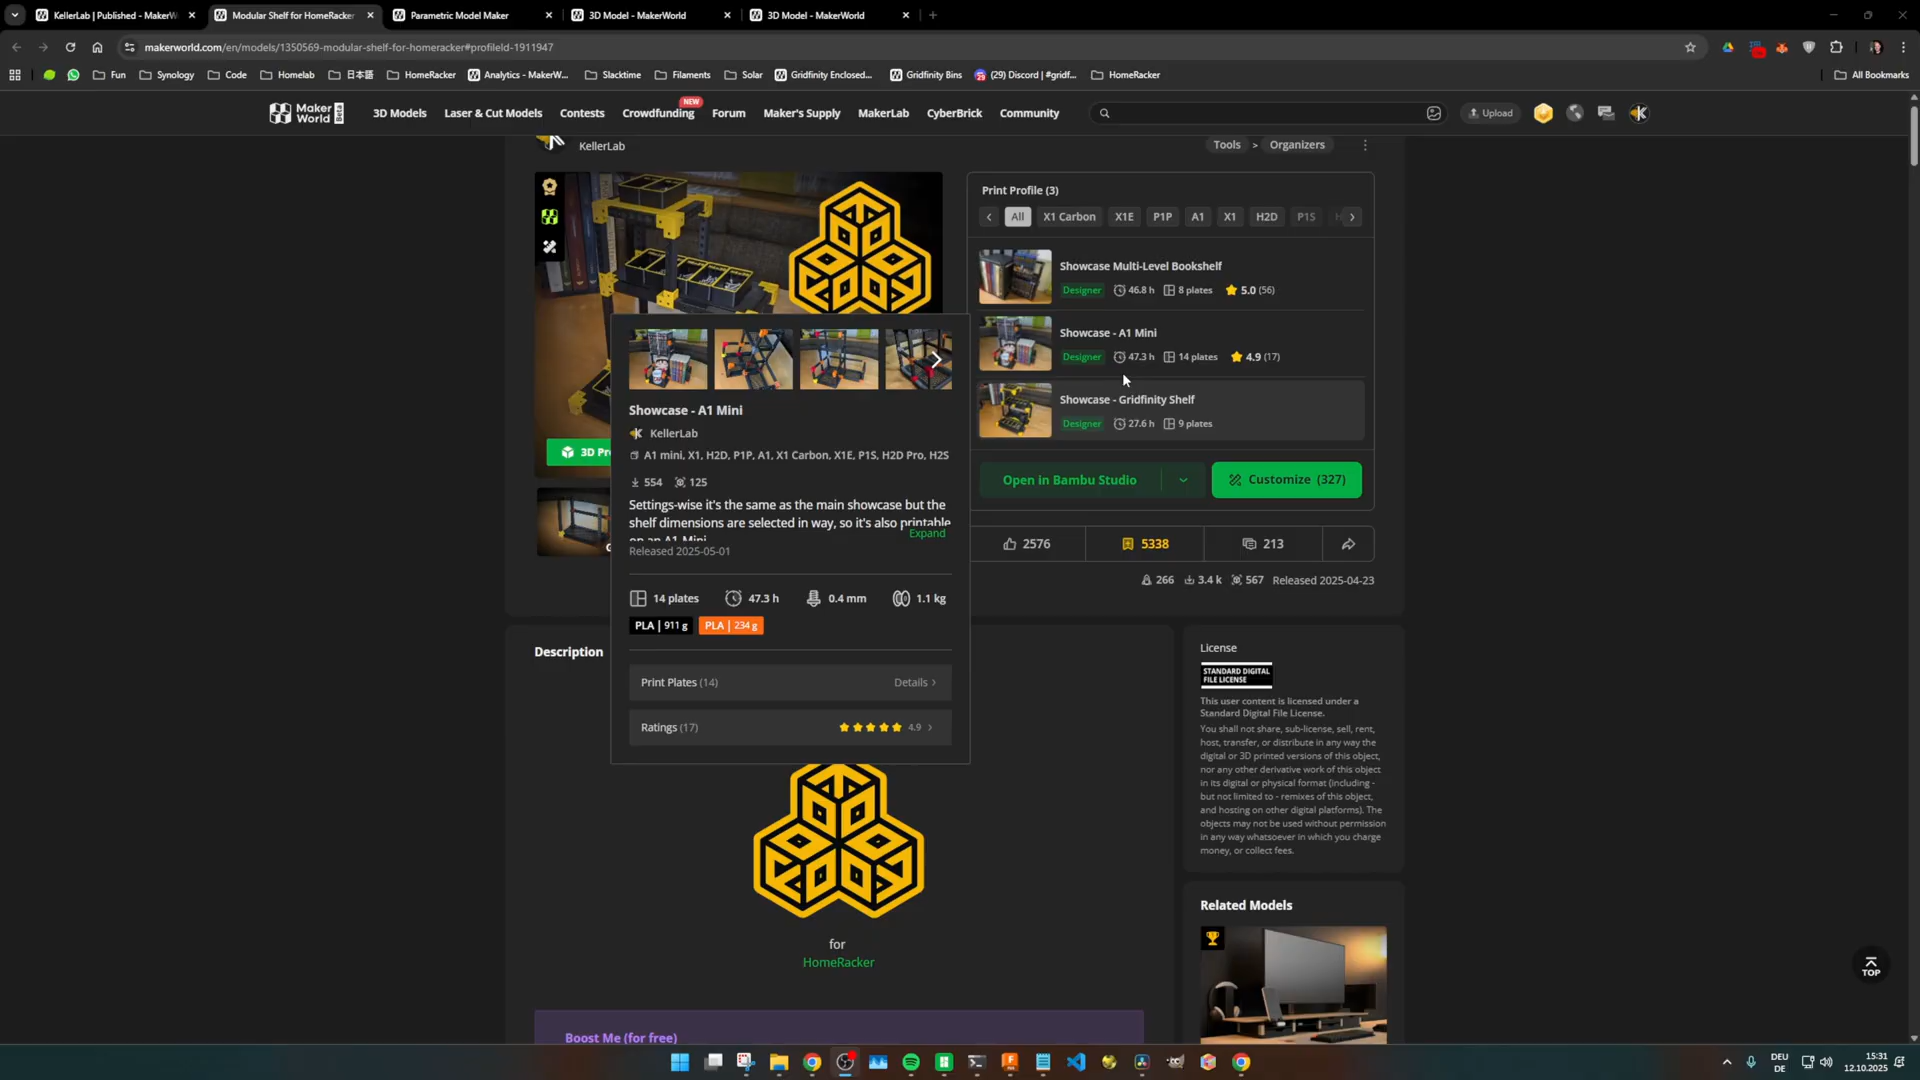 KellerLab | Published - MakerW
Modular Shelf for HomeRacker
Parametric Model Maker
3D Model - MakerWorld
3D Model - MakerWorld
makerworld.com/en/models/1350569-modular-shelf-for-homeracker#profileId-1911947
Fun
Synology
Code
Homelab
日本語
HomeRacker
Analytics - MakerW...
Slacktime
Filaments
Solar
Gridfinity Enclosed...
Gridfinity Bins
(29) Discord | #gridf...
HomeRacker
All Bookmarks
Maker World Beta
3D Models
Laser & Cut Models
Contests
Crowdfunding
NEW
Forum
Maker's Supply
MakerLab
CyberBrick
Community
Upload
KellerLab
Tools > Organizers
Print Profile (3)
All
X1 Carbon
X1E
P1P
A1
X1
H2D
P1S
Showcase Multi-Level Bookshelf
Designer 46.8 h 8 plates 5.0 (56)
Showcase - A1 Mini
Designer 47.3 h 14 plates 4.9 (17)
Showcase - Gridfinity Shelf
Designer 27.6 h 9 plates
Open in Bambu Studio
Customize (327)
2576
5338
213
266 3.4 k 567 Released 2025-04-23
3D Pr
Showcase - A1 Mini
KellerLab
A1 mini, X1, H2D, P1P, A1, X1 Carbon, X1E, P1S, H2D Pro, H2S
554 125
Settings-wise it's the same as the main showcase but the
shelf dimensions are selected in way, so it's also printable
on an A1 Mini
Expand
Released 2025-05-01
14 plates 47.3 h 0.4 mm 1.1 kg
PLA | 911 g PLA | 234 g
Print Plates (14) Details >
Ratings (17) 4.9 >
Description
for
HomeRacker
Boost Me (for free)
License
STANDARD DIGITAL
FILE LICENSE
This user content is licensed under a
Standard Digital File License.
You shall not share, sub-license, sell, rent,
host, transfer, or distribute in any way the
digital or 3D printed versions of this object,
nor any other derivative work of this object
in its digital or physical format (including -
but not limited to - remixes of this object,
and hosting on other digital platforms). The
objects may not be used without permission
in any way whatsoever in which you charge
money, or collect fees.
Related Models
TOP
DEU
DE
15:31
12.10.2025